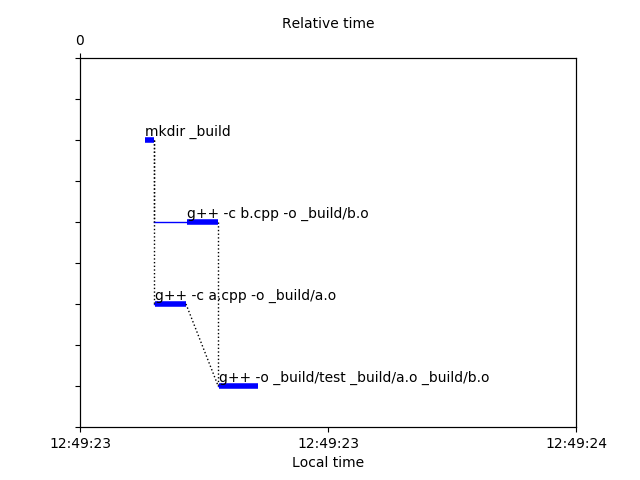 Relative time
0
mkdir _build
g++ -c b.cpp -o _build/b.o
g++ -c a.cpp -o _build/a.o
g++ -o _build/test _build/a.o _build/b.o
12:49:23 12:49:23 12:49:24
Local time